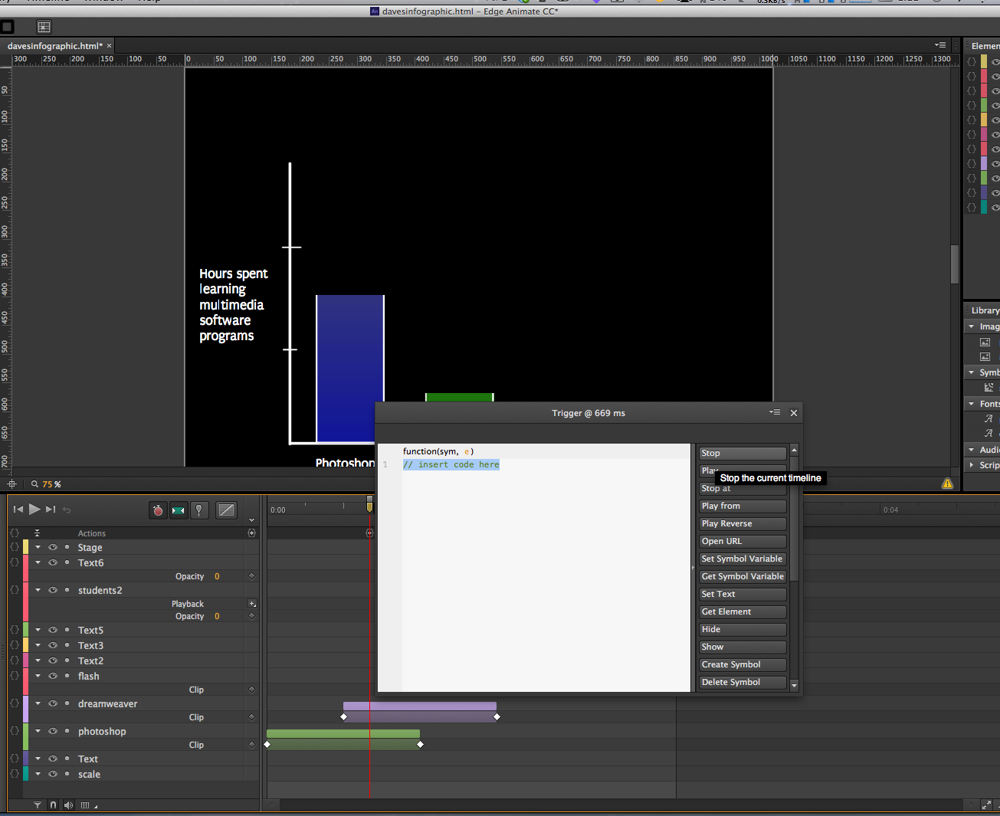 davesinfographic.html – Edge Animate CC*
davesinfographic.html* ×
300 250 200 150 100 50 0 50 100 150 200 250 300 350 400 450 500 550 600 650 700 750 800 850 900 950 1000 1050 1100 1150 1200 1250 1300
50
100
150
200
250
300
350
400
450
500
550
600
650
700
Hours spent
learning
multimedia
software
programs
Photoshop
75 %
Elemen
Library
Imag
Symb
Fonts
Audio
Scrip
Trigger @ 669 ms
function(sym, e)
1 // insert code here
Stop
Play
Stop the current timeline
Stop at
Play from
Play Reverse
Open URL
Set Symbol Variable
Get Symbol Variable
Set Text
Get Element
Hide
Show
Create Symbol
Delete Symbol
0:00
0:04
Actions
Stage
Text6
Opacity 0
students2
Playback
Opacity 0
Text5
Text3
Text2
flash
Clip
dreamweaver
Clip
photoshop
Clip
Text
scale